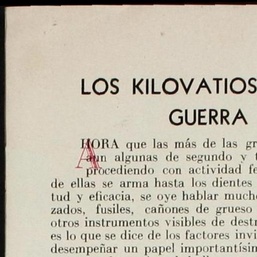 LOS KILOVATIOS
GUERRA
AHORA que las más de las gr
aun algunas de segundo y t
procediendo con actividad fe
de ellas se arma hasta los dientes
tud y eficacia, se oye hablar much
zados, fusiles, cañones de grueso
otros instrumentos visibles de dest
es lo que se dice de los factores invi
desempeñar un papel importantísim